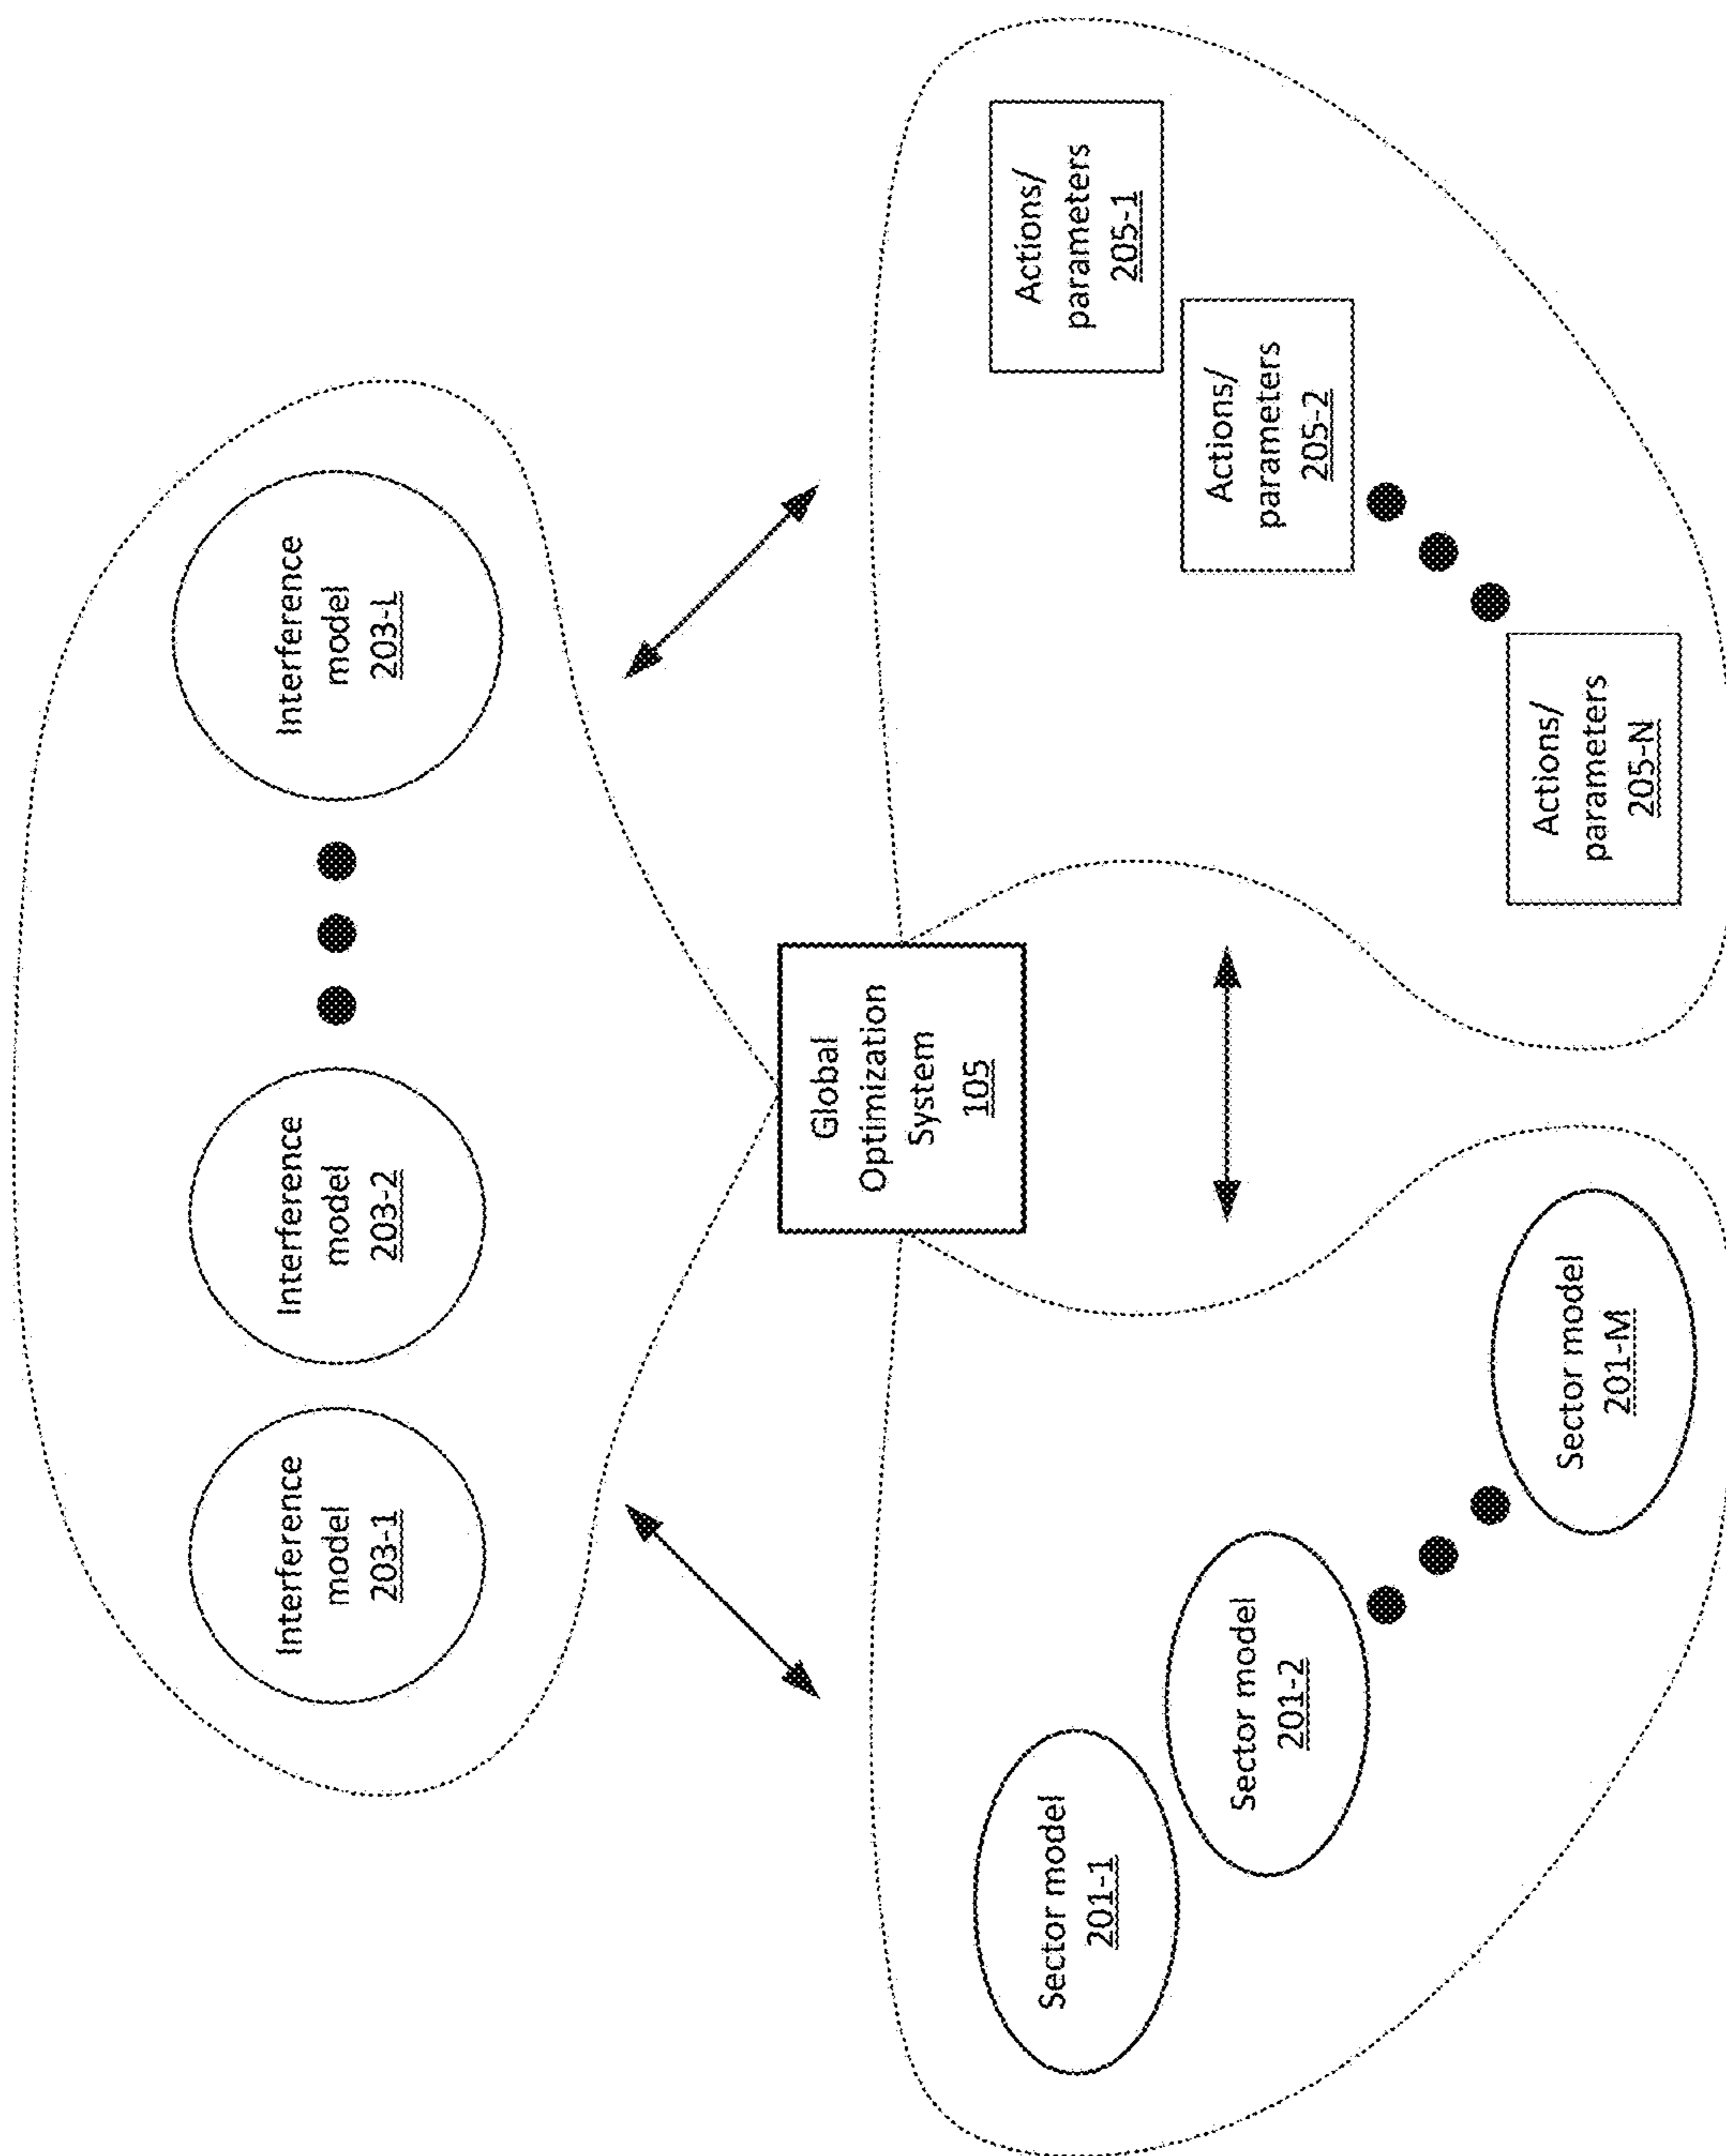 Interference
model
203-1
Interference
model
203-2
Interference
model
203-L
Global
Optimization
System
105
Sector model
201-1
Sector model
201-2
Sector model
201-M
Actions/
parameters
205-1
Actions/
parameters
205-2
Actions/
parameters
205-N